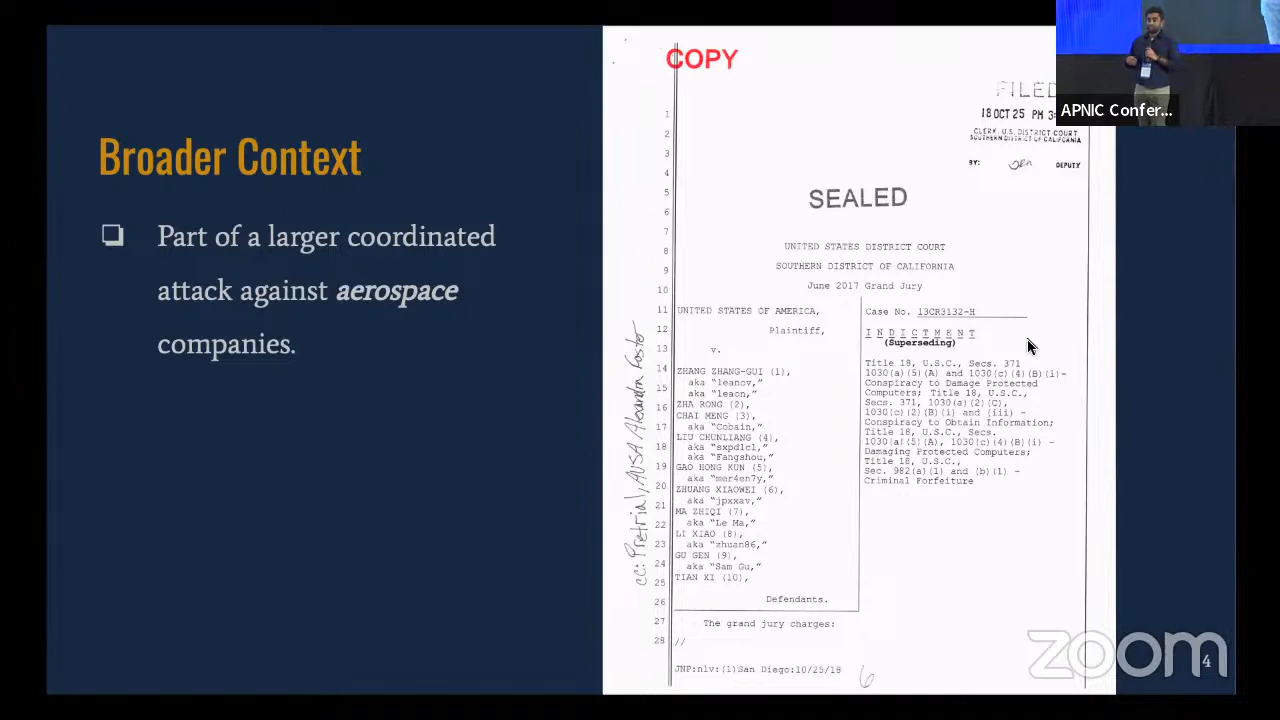 Broader Context
❏ Part of a larger coordinated
attack against aerospace
companies.
COPY
FILED
18 OCT 25 PM 3:
CLERK, U.S. DISTRICT COURT
SOUTHERN DISTRICT OF CALIFORNIA
BY: DEPUTY
SEALED
UNITED STATES DISTRICT COURT
SOUTHERN DISTRICT OF CALIFORNIA
June 2017 Grand Jury
1
2
3
4
5
6
7
8
9
10
11
12
13
14
15
16
17
18
19
20
21
22
23
24
25
26
27
28
UNITED STATES OF AMERICA,
Plaintiff,
v.
ZHANG ZHANG-GUI (1),
aka "leanov,"
aka "leaon,"
ZHA RONG (2),
CHAI MENG (3),
aka "Cobain,"
LIU CHUNLIANG (4),
aka "sxpdlcl,"
aka "Fangshou,"
GAO HONG KUN (5),
aka "mer4en7y,"
ZHUANG XIAOWEI (6),
aka "jpxxav,"
MA ZHIQI (7),
aka "Le Ma,"
LI XIAO (8),
aka "zhuan86,"
GU GEN (9),
aka "Sam Gu,"
TIAN XI (10),
Defendants.
Case No. 13CR3132-H
I N D I C T M E N T
(Superseding)
Title 18, U.S.C., Secs. 371
1030(a)(5)(A) and 1030(c)(4)(B)(i)-
Conspiracy to Damage Protected
Computers; Title 18, U.S.C.,
Secs. 371, 1030(a)(2)(C),
1030(c)(2)(B)(i) and (iii) -
Conspiracy to Obtain Information;
Title 18, U.S.C., Secs.
1030(a)(5)(A), 1030(c)(4)(B)(i) -
Damaging Protected Computers;
Title 18, U.S.C.,
Sec. 982(a)(1) and (b)(1) -
Criminal Forfeiture
The grand jury charges:
//
JNP:nlv:(1)San Diego:10/25/18
6
cc: Pretrial, AUSA Alexandra Foster
APNIC Confer...
zoom
4